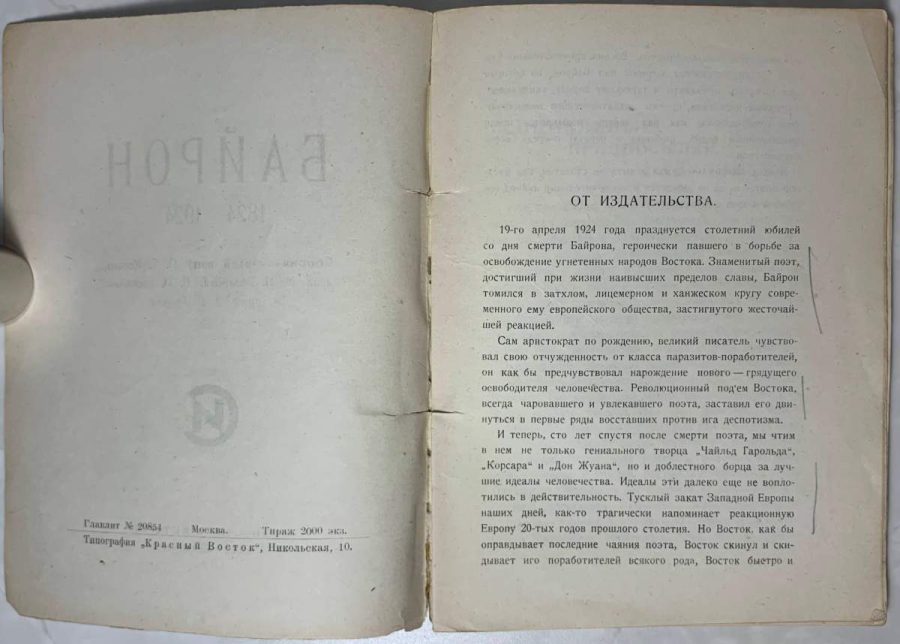 БАЙРОН
1824 1924
Главлит № 20854 Москва. Тираж 2000 экз.
Типография „Красный Восток“, Никольская, 10.
ОТ ИЗДАТЕЛЬСТВА.
19-го апреля 1924 года празднуется столетний юбилей
со дня смерти Байрова, героически павшего в борьбе за
освобождение угнетенных народов Востока. Знаменитый поэт,
достигший при жизни наивысших пределов славы, Байрон
томился в затхлом, лицемерном и ханжеском кругу совре-
менного ему европейского общества, застигнутого жесточай-
шей реакцией.
Сам аристократ по рождению, великий писатель чувство-
вал свою отчужденность от класса паразитов-поработителей,
он как бы предчувствовал нарождение нового — грядущего
освободителя человечества. Революционный под'ем Востока,
всегда чаровавшего и увлекавшего поэта, заставил его дви-
нуться в первые ряды восставших против ига деспотизма.
И теперь, сто лет спустя после смерти поэта, мы чтим
в нем не только гениального творца „Чайльд Гарольда“,
„Корсара“ и „Дон Жуана“, но и доблестного борца за луч-
шие идеалы человечества. Идеалы эти далеко еще не вопло-
тились в действительность. Тусклый закат Западной Европы
наших дней, как-то трагически напоминает реакционную
Европу 20-тых годов прошлого столетия. Но Восток, как бы
оправдывает последние чаяния поэта, Восток скинул и ски-
дывает иго поработителей всякого рода, Восток быстро и